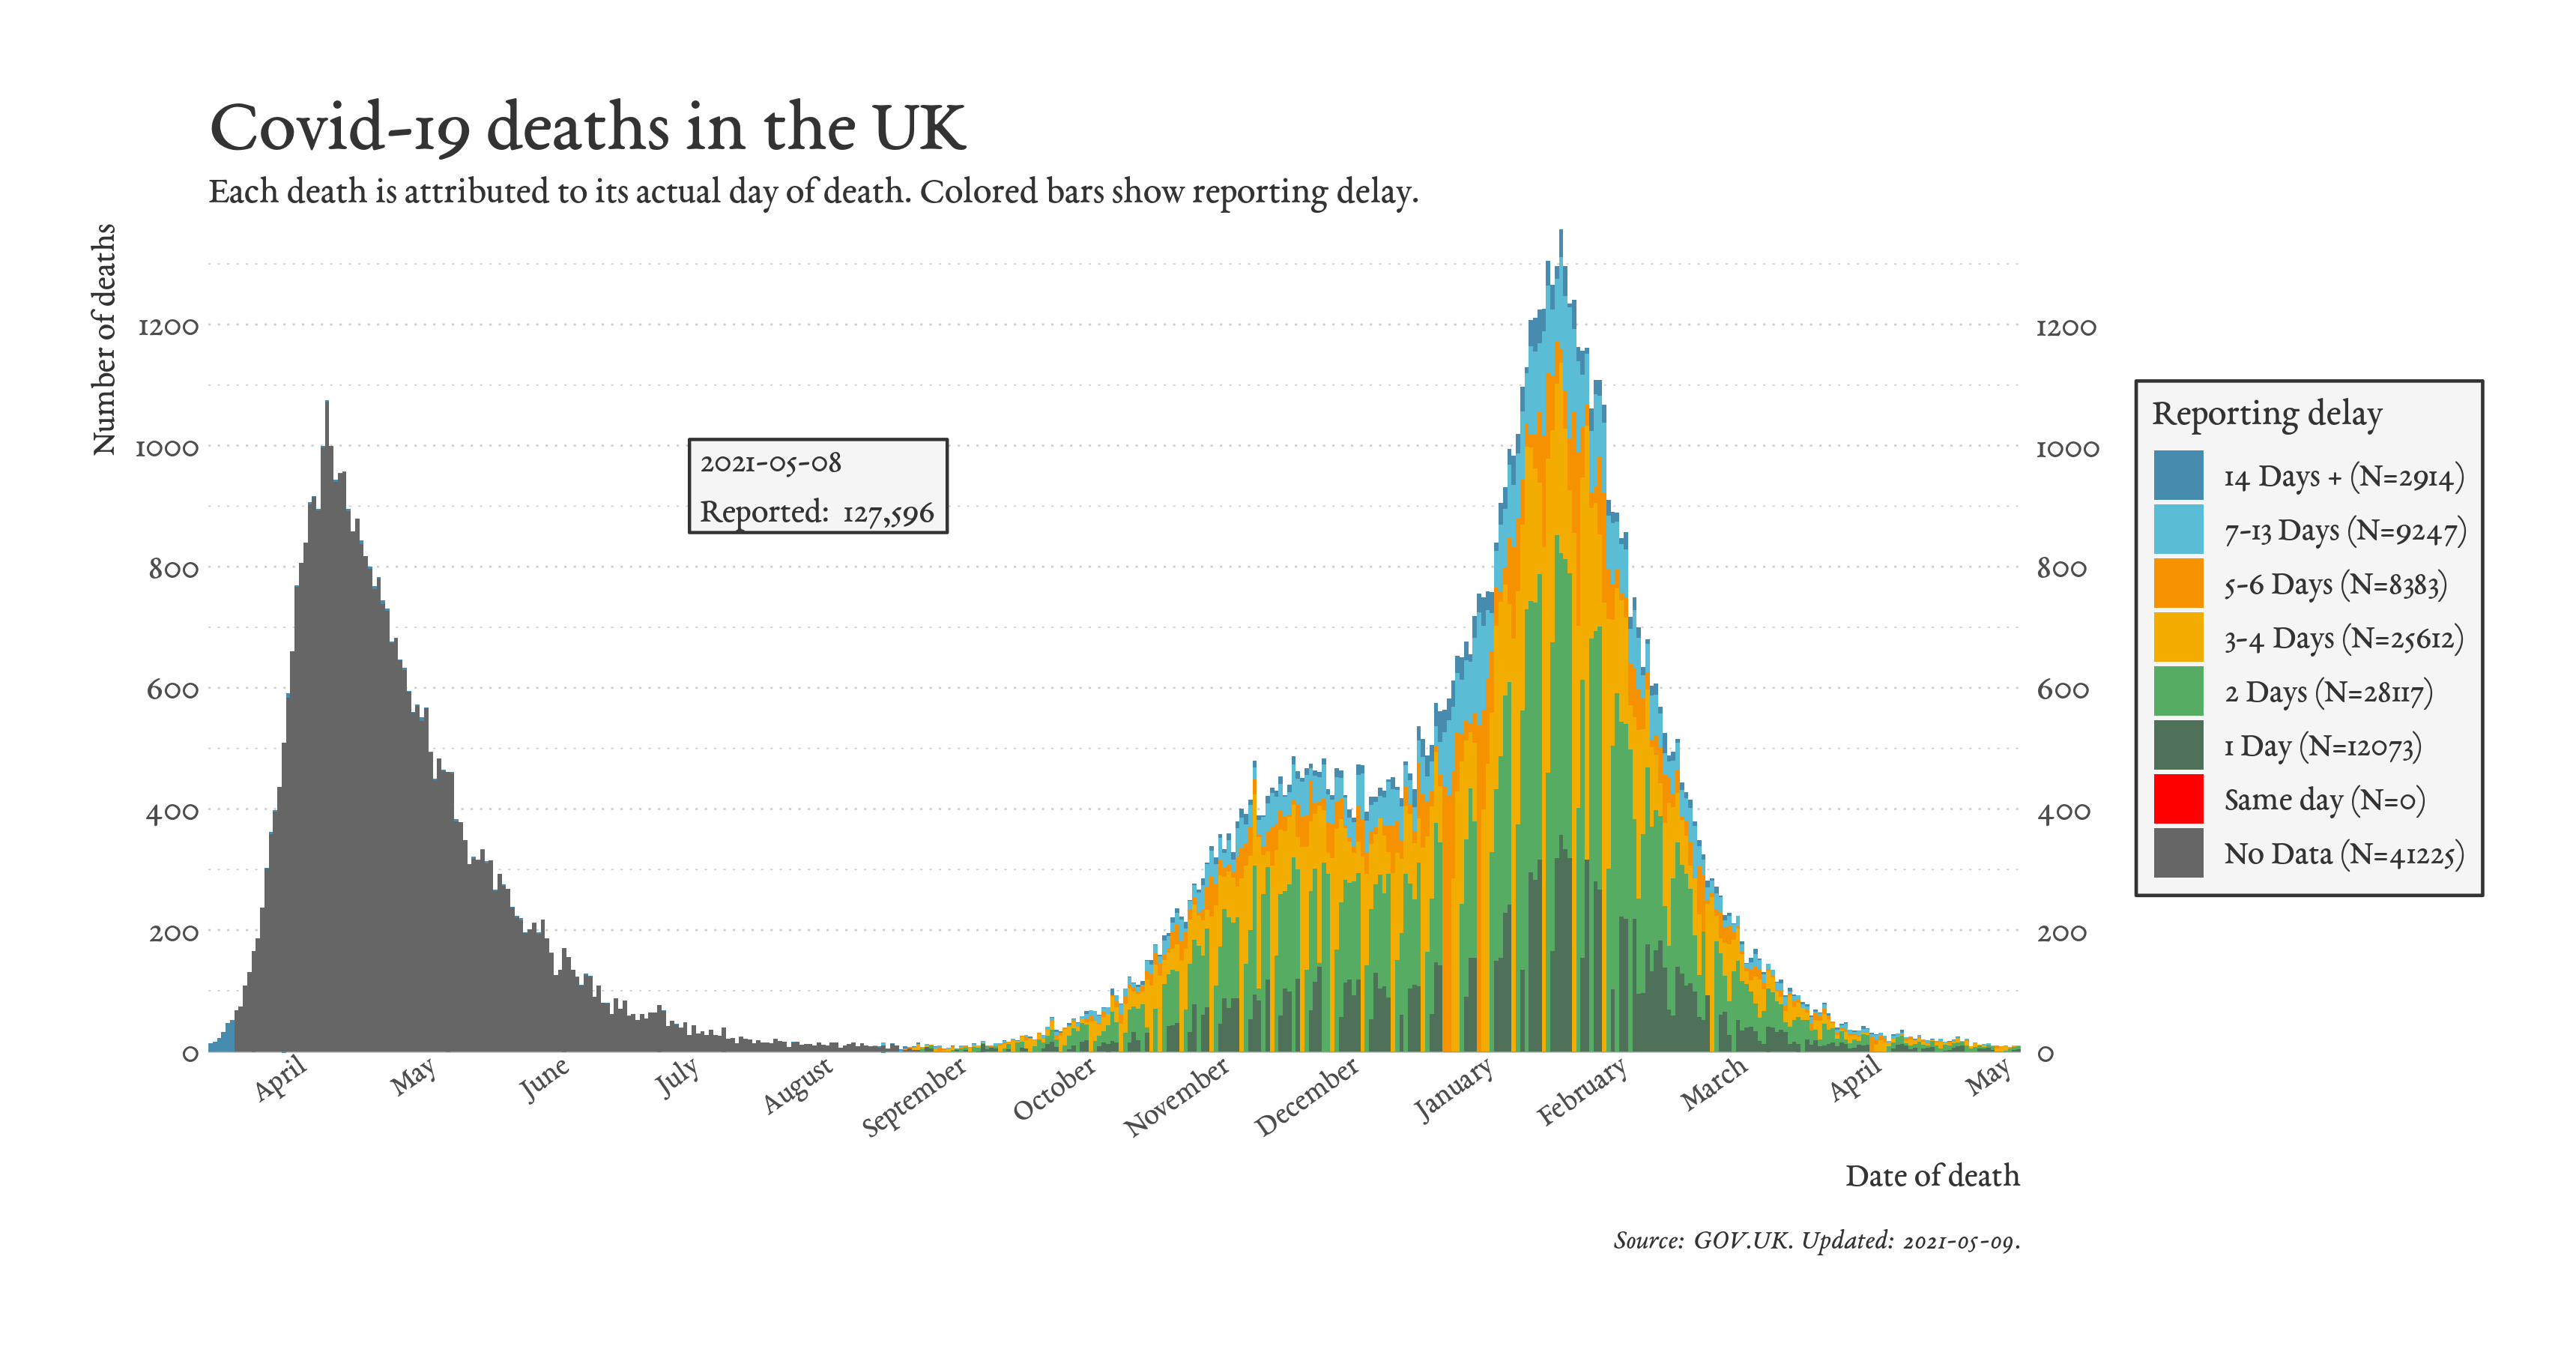 Covid-19 deaths in the UK
Each death is attributed to its actual day of death. Colored bars show reporting delay.
Number of deaths
1200
1000
800
600
400
200
0
2021-05-08
Reported: 127,596
1200
1000
800
600
400
200
0
April
May
June
July
August
September
October
November
December
January
February
March
April
May
Date of death
Reporting delay
14 Days + (N=2914)
7-13 Days (N=9247)
5-6 Days (N=8383)
3-4 Days (N=25612)
2 Days (N=28117)
1 Day (N=12073)
Same day (N=0)
No Data (N=41225)
Source: GOV.UK. Updated: 2021-05-09.